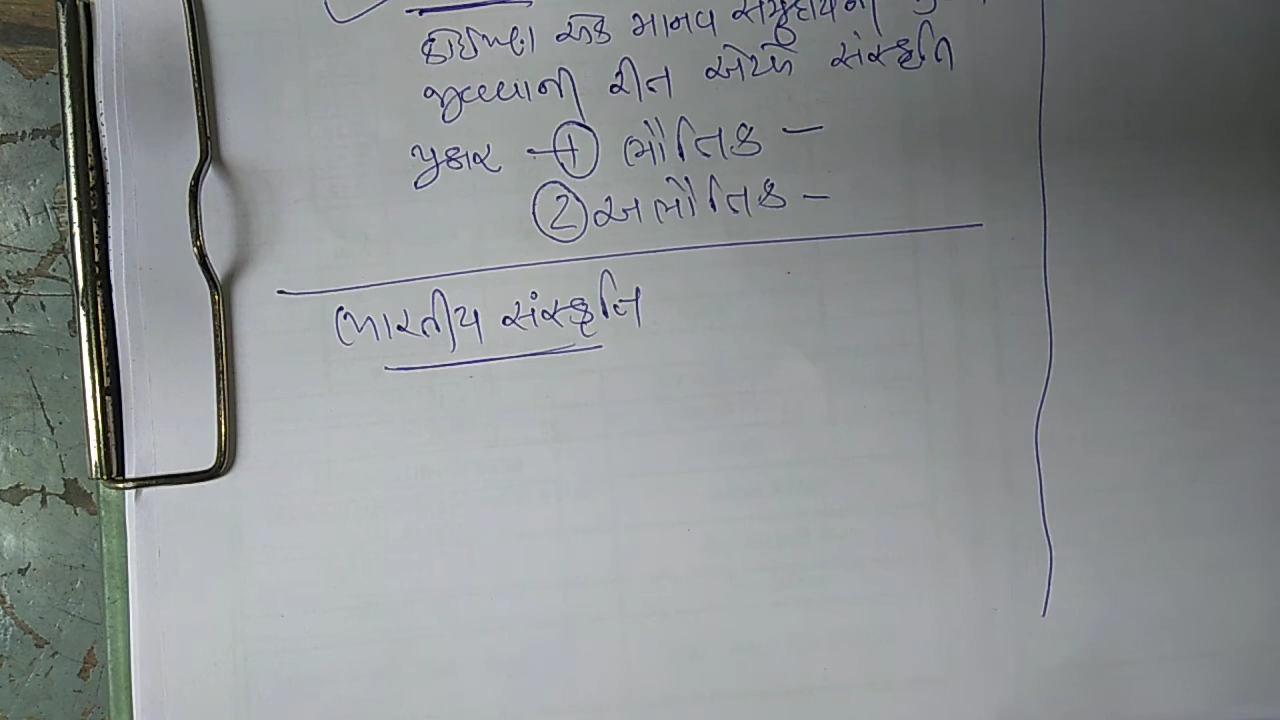 કોઈપણ એક માનવ સમુદાયની
જીવવાની રીત એટલે સંસ્કૃતિ
પ્રકાર → ① ભૌતિક –
② અભૌતિક –
ભારતીય સંસ્કૃતિ